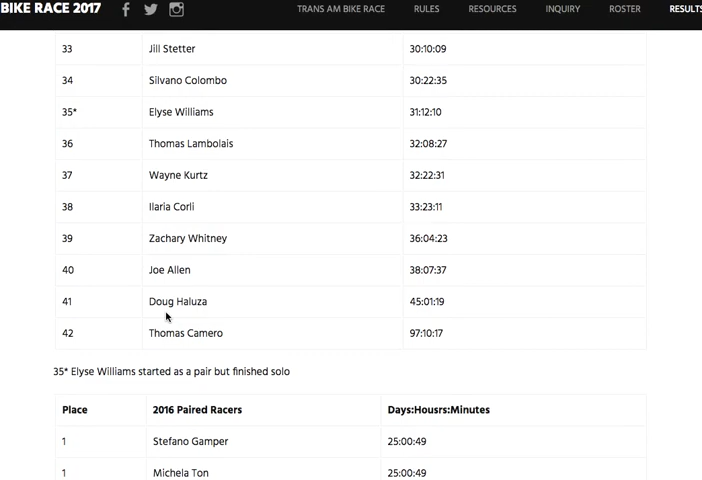 BIKE RACE 2017 TRANS AM BIKE RACE RULES RESOURCES INQUIRY ROSTER RESULTS
33 Jill Stetter 30:10:09
34 Silvano Colombo 30:22:35
35* Elyse Williams 31:12:10
36 Thomas Lambolais 32:08:27
37 Wayne Kurtz 32:22:31
38 Ilaria Corli 33:23:11
39 Zachary Whitney 36:04:23
40 Joe Allen 38:07:37
41 Doug Haluza 45:01:19
42 Thomas Camero 97:10:17
35* Elyse Williams started as a pair but finished solo
Place 2016 Paired Racers Days:Housrs:Minutes
1 Stefano Gamper 25:00:49
1 Michela Ton 25:00:49